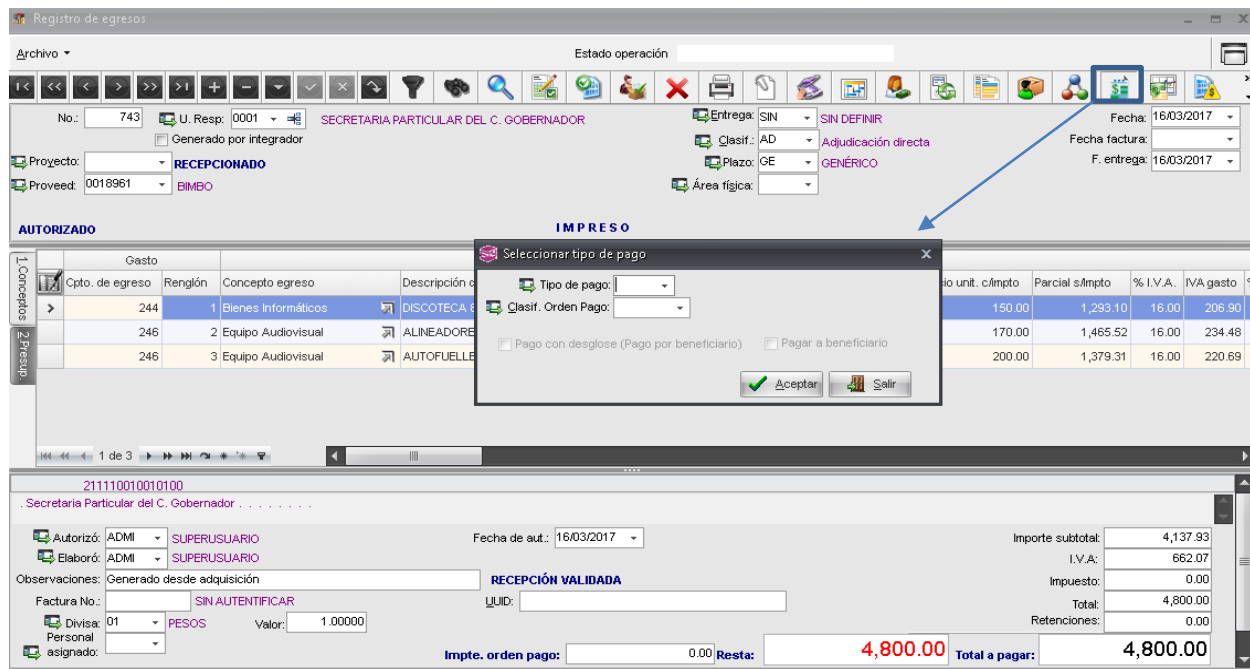 Registro de egresos
Archivo
Estado operación
No.: 743
U. Resp: 0001
SECRETARIA PARTICULAR DEL C. GOBERNADOR
Entrega: SIN
SIN DEFINIR
Fecha: 16/03/2017
Generado por integrador
Clasif.: AD
Adjudicación directa
Fecha factura:
Proyecto:
RECEPCIONADO
Plazo: GE
GENÉRICO
F. entrega: 16/03/2017
Proveed: 0018961
BIMBO
Área física:
AUTORIZADO
IMPRESO
1.Conceptos
2.Presup.
Gasto
Cpto. de egreso Renglón Concepto egreso Descripción
unit. c/impto Parcial s/impto % I.V.A. IVA gasto
244 1 Bienes Informáticos DISCOTECA 150.00 1,293.10 16.00 206.90
246 2 Equipo Audiovisual ALINEADORE 170.00 1,465.52 16.00 234.48
246 3 Equipo Audiovisual AUTOFUELLE 200.00 1,379.31 16.00 220.69
Seleccionar tipo de pago
Tipo de pago:
Clasif. Orden Pago:
Pago con desglose (Pago por beneficiario)
Pagar a beneficiario
Aceptar
Salir
1 de 3
211110010010100
. Secretaria Particular del C. Gobernador . . . . . . . .
Autorizó: ADMI SUPERUSUARIO
Fecha de aut.: 16/03/2017
Importe subtotal: 4,137.93
Elaboró: ADMI SUPERUSUARIO
I.V.A: 662.07
Observaciones: Generado desde adquisición
RECEPCIÓN VALIDADA
Impuesto: 0.00
Factura No.:
SIN AUTENTIFICAR
UUID:
Total: 4,800.00
Divisa: 01 PESOS Valor: 1.00000
Retenciones: 0.00
Personal asignado:
Impte. orden pago: 0.00 Resta: 4,800.00 Total a pagar: 4,800.00